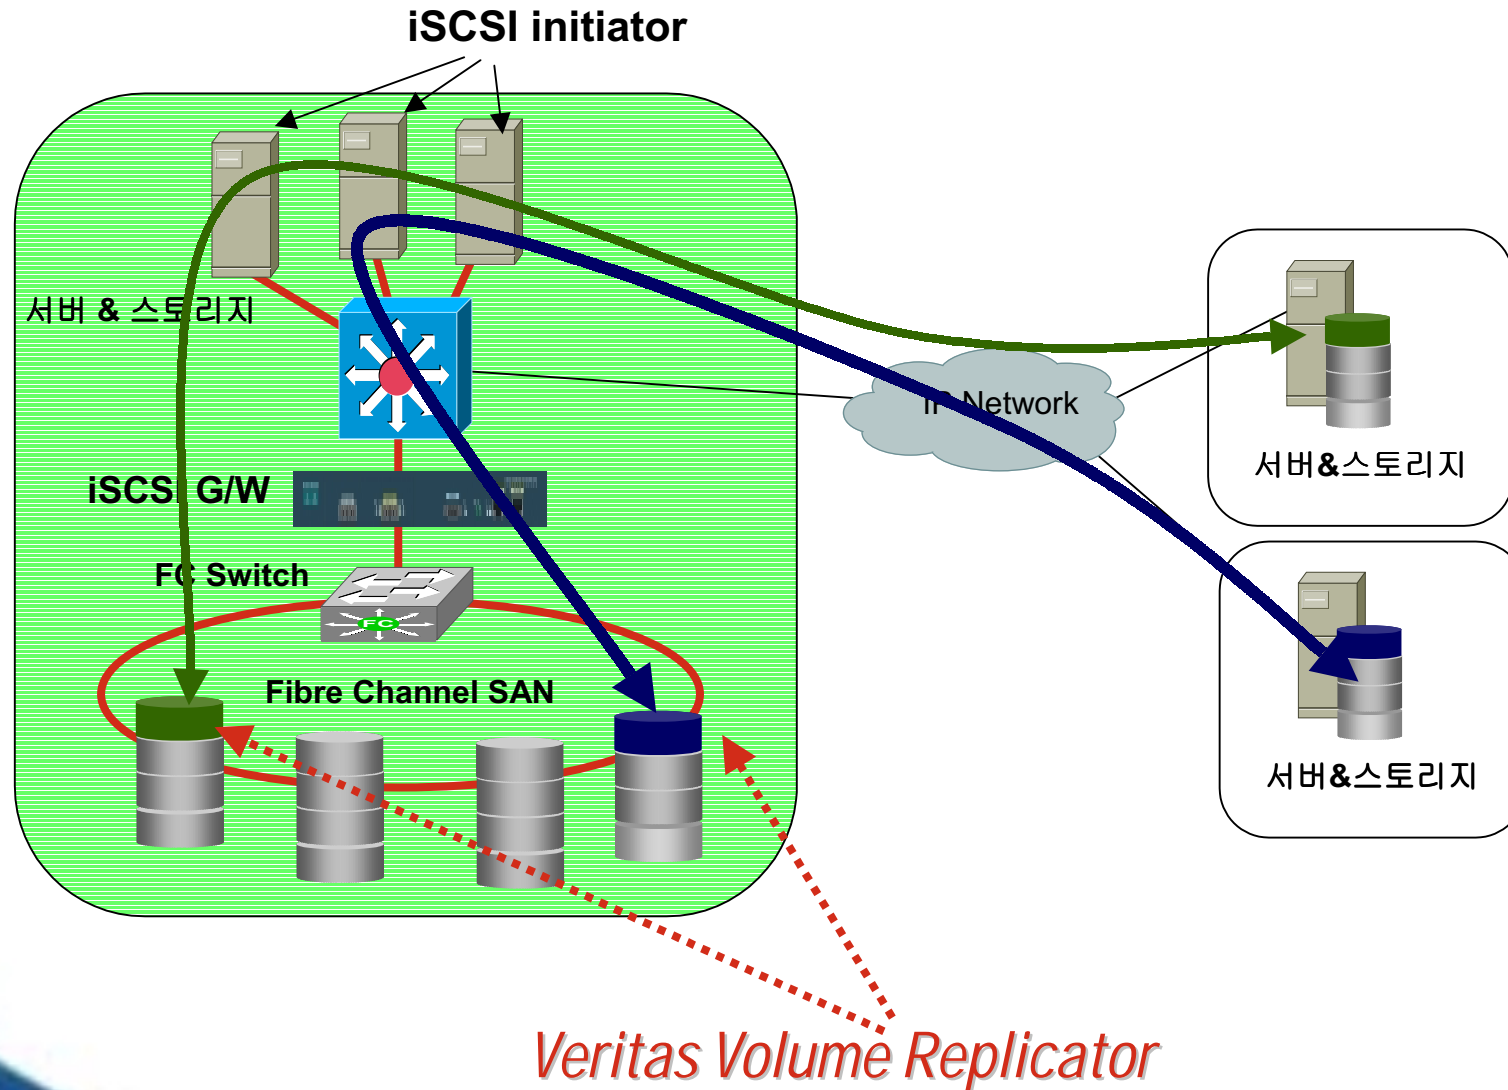 iSCSI initiator
서버 & 스토리지
IP Network
서버&스토리지
iSCSI G/W
FC Switch
FC
서버&스토리지
Fibre Channel SAN
Veritas Volume Replicator